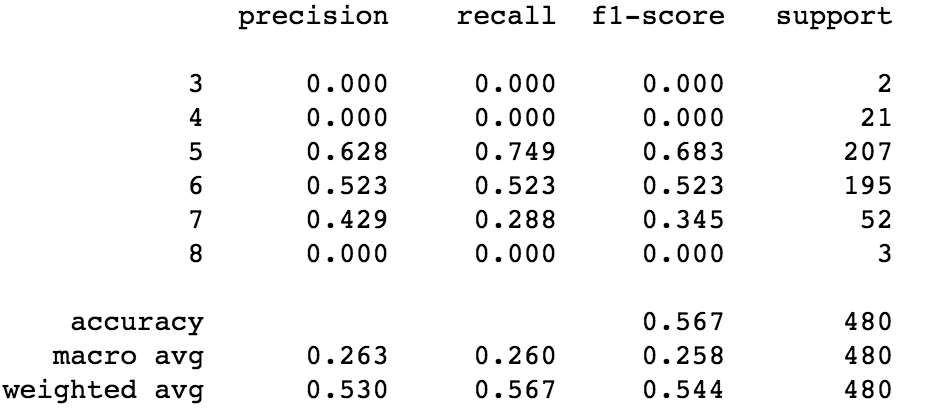 precision recall f1-score support
3 0.000 0.000 0.000 2
4 0.000 0.000 0.000 21
5 0.628 0.749 0.683 207
6 0.523 0.523 0.523 195
7 0.429 0.288 0.345 52
8 0.000 0.000 0.000 3
accuracy 0.567 480
macro avg 0.263 0.260 0.258 480
weighted avg 0.530 0.567 0.544 480